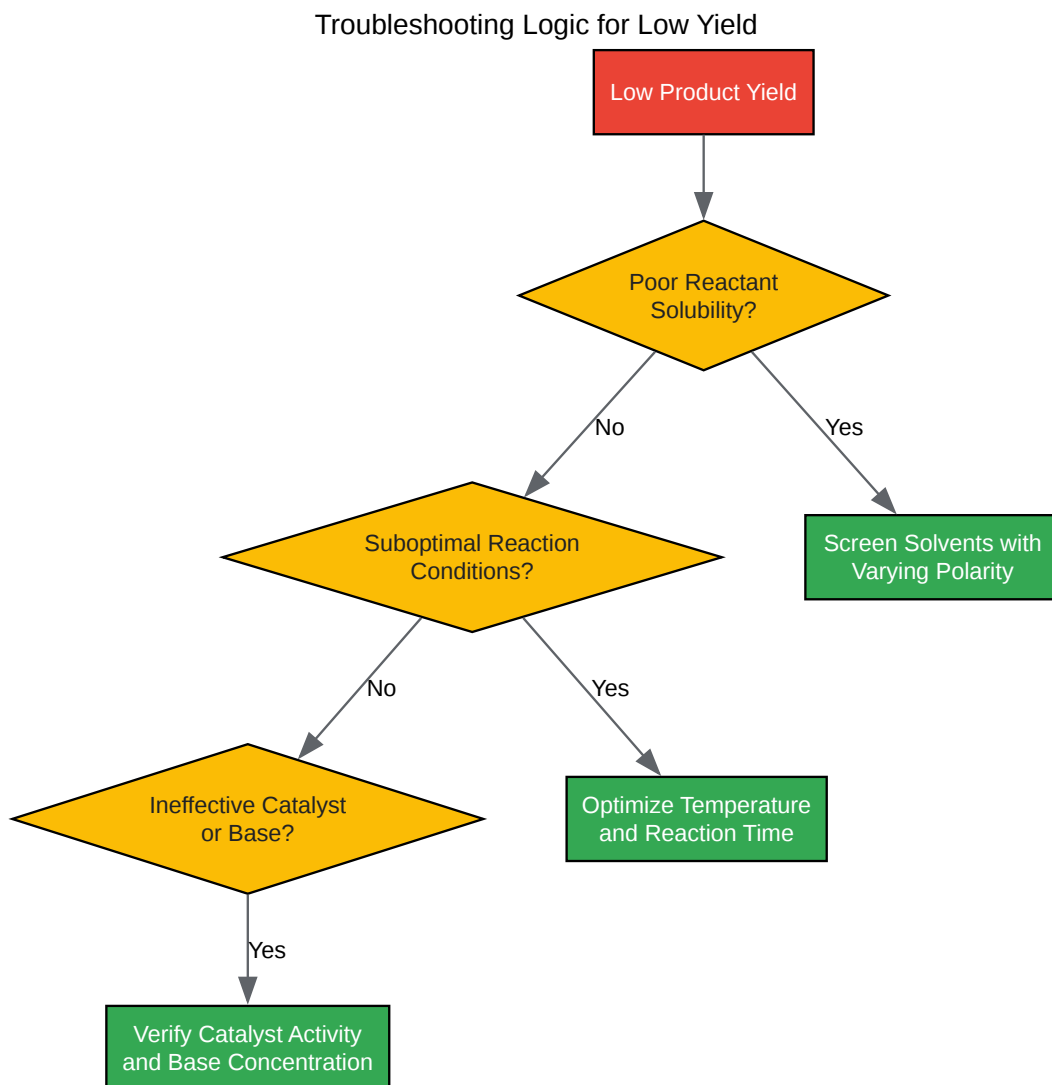 Troubleshooting Logic for Low Yield
Low Product Yield
Poor Reactant
Solubility?
No
Yes
Suboptimal Reaction
Conditions?
Screen Solvents with
Varying Polarity
No
Yes
Ineffective Catalyst
or Base?
Optimize Temperature
and Reaction Time
Yes
Verify Catalyst Activity
and Base Concentration